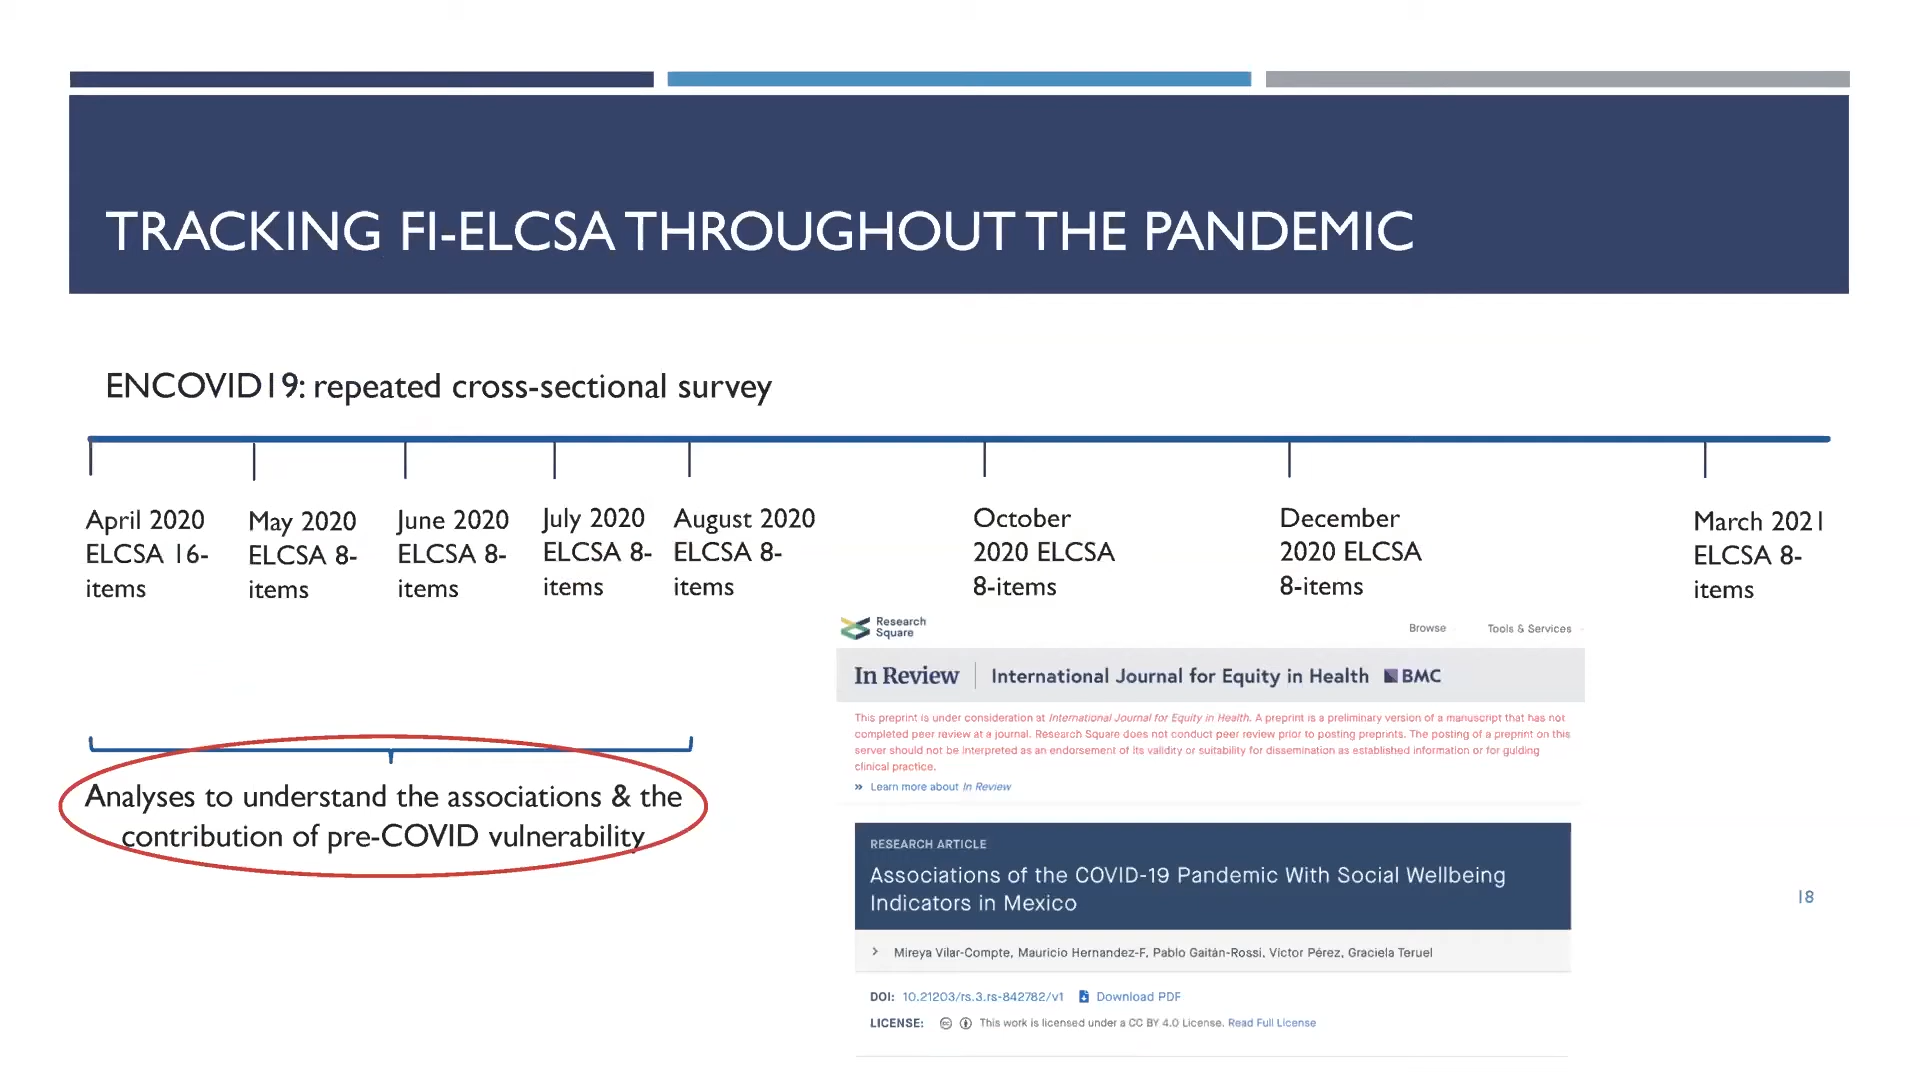 TRACKING FI-ELCSA THROUGHOUT THE PANDEMIC
ENCOVID19: repeated cross-sectional survey
April 2020
ELCSA 16-
items
May 2020
ELCSA 8-
items
June 2020
ELCSA 8-
items
July 2020
ELCSA 8-
items
August 2020
ELCSA 8-
items
October
2020 ELCSA
8-items
December
2020 ELCSA
8-items
March 2021
ELCSA 8-
items
Analyses to understand the associations & the
contribution of pre-COVID vulnerability
Research
Square
Browse
Tools & Services
In Review
International Journal for Equity in Health
BMC
This preprint is under consideration at International Journal for Equity in Health. A preprint is a preliminary version of a manuscript that has not
completed peer review at a journal. Research Square does not conduct peer review prior to posting preprints. The posting of a preprint on this
server should not be interpreted as an endorsement of its validity or suitability for dissemination as established information or for guiding
clinical practice.
» Learn more about In Review
RESEARCH ARTICLE
Associations of the COVID-19 Pandemic With Social Wellbeing
Indicators in Mexico
Mireya Vilar-Compte, Mauricio Hernandez-F, Pablo Gaitán-Rossi, Víctor Pérez, Graciela Teruel
DOI: 10.21203/rs.3.rs-842782/v1 Download PDF
LICENSE: This work is licensed under a CC BY 4.0 License. Read Full License
18